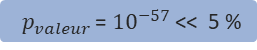 p_valeur = 10⁻⁵⁷ << 5 %